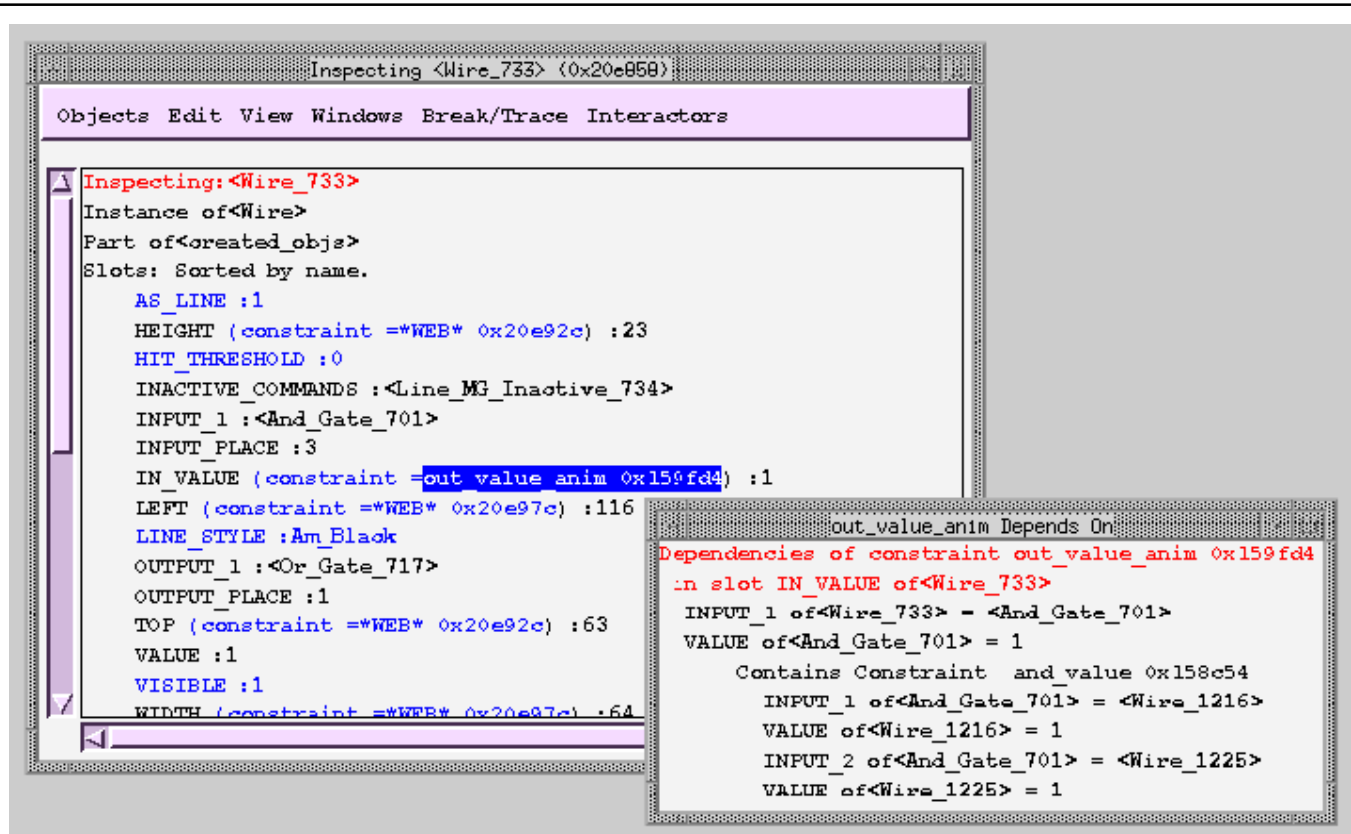 Inspecting <Wire_733> (0x20e858)
Objects Edit View Windows Break/Trace Interactors
Inspecting:<Wire_733>
Instance of<Wire>
Part of<created_objs>
Slots: Sorted by name.
AS_LINE :1
HEIGHT (constraint =*WEB* 0x20e92c) :23
HIT_THRESHOLD :0
INACTIVE_COMMANDS :<Line_MG_Inactive_734>
INPUT_1 :<And_Gate_701>
INPUT_PLACE :3
IN_VALUE (constraint =out_value_anim 0x159fd4) :1
LEFT (constraint =*WEB* 0x20e97c) :116
LINE_STYLE :Am_Black
OUTPUT_1 :<Or_Gate_717>
OUTPUT_PLACE :1
TOP (constraint =*WEB* 0x20e92c) :63
VALUE :1
VISIBLE :1
WIDTH (constraint =*WEB* 0x20e97c) :64
out_value_anim Depends On
Dependencies of constraint out_value_anim 0x159fd4
in slot IN_VALUE of<Wire_733>
INPUT_1 of<Wire_733> = <And_Gate_701>
VALUE of<And_Gate_701> = 1
Contains Constraint and_value 0x158c54
INPUT_1 of<And_Gate_701> = <Wire_1216>
VALUE of<Wire_1216> = 1
INPUT_2 of<And_Gate_701> = <Wire_1225>
VALUE of<Wire_1225> = 1